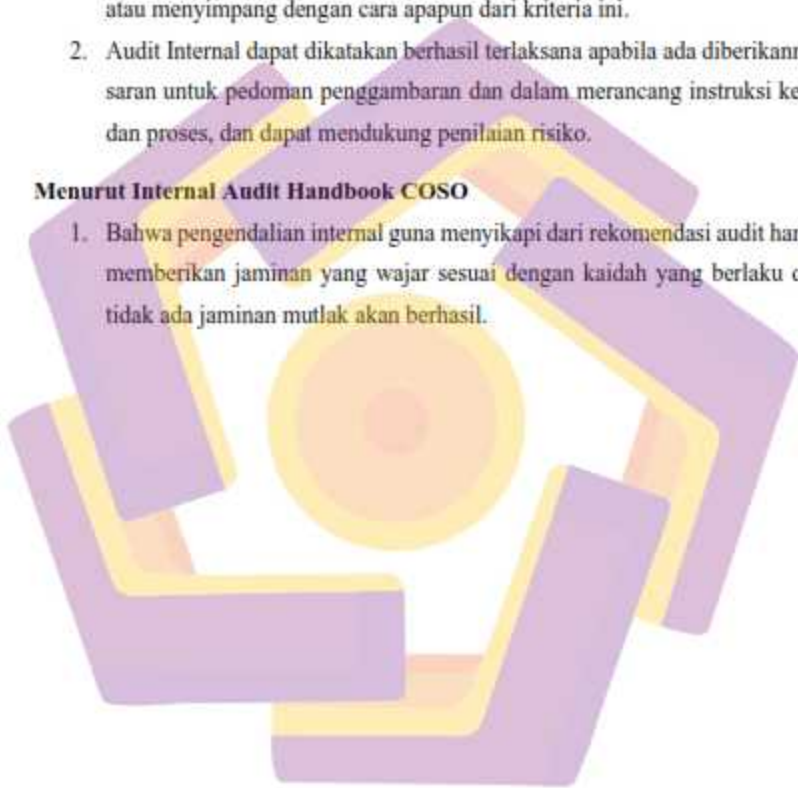 atau menyimpang dengan cara apapun dari kriteria ini.
2. Audit Internal dapat dikatakan berhasil terlaksana apabila ada
saran untuk pedoman penggambaran dan dalam merancang instruksi
dan proses, dan dapat mendukung penilaian risiko.
Menurut Internal Audit Handbook COSO
1. Bahwa pengendalian internal guna menyikapi dari rekomendasi audit
memberikan jaminan yang wajar sesuai dengan kaidah yang berlaku
tidak ada jaminan mutlak akan berhasil.